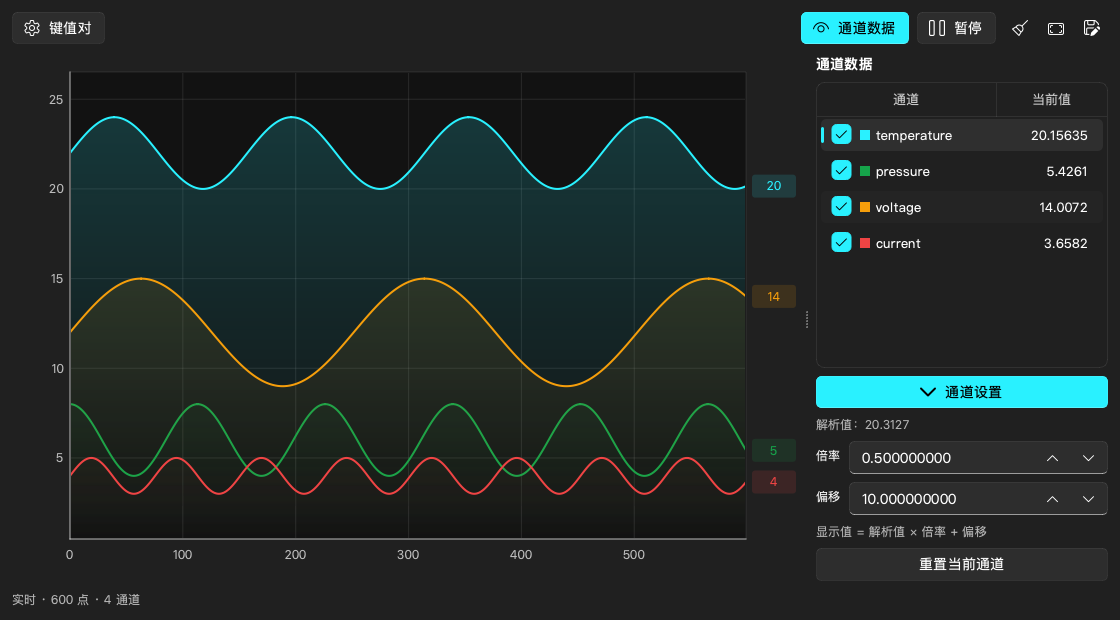 键值对
通道数据
暂停
通道数据
通道
当前值
temperature
20.15635
pressure
5.4261
voltage
14.0072
current
3.6582
25
20
15
10
5
0
100
200
300
400
500
20
14
5
4
通道设置
解析值: 20.3127
倍率
0.500000000
偏移
10.000000000
显示值 = 解析值 × 倍率 + 偏移
重置当前通道
实时 · 600 点 · 4 通道